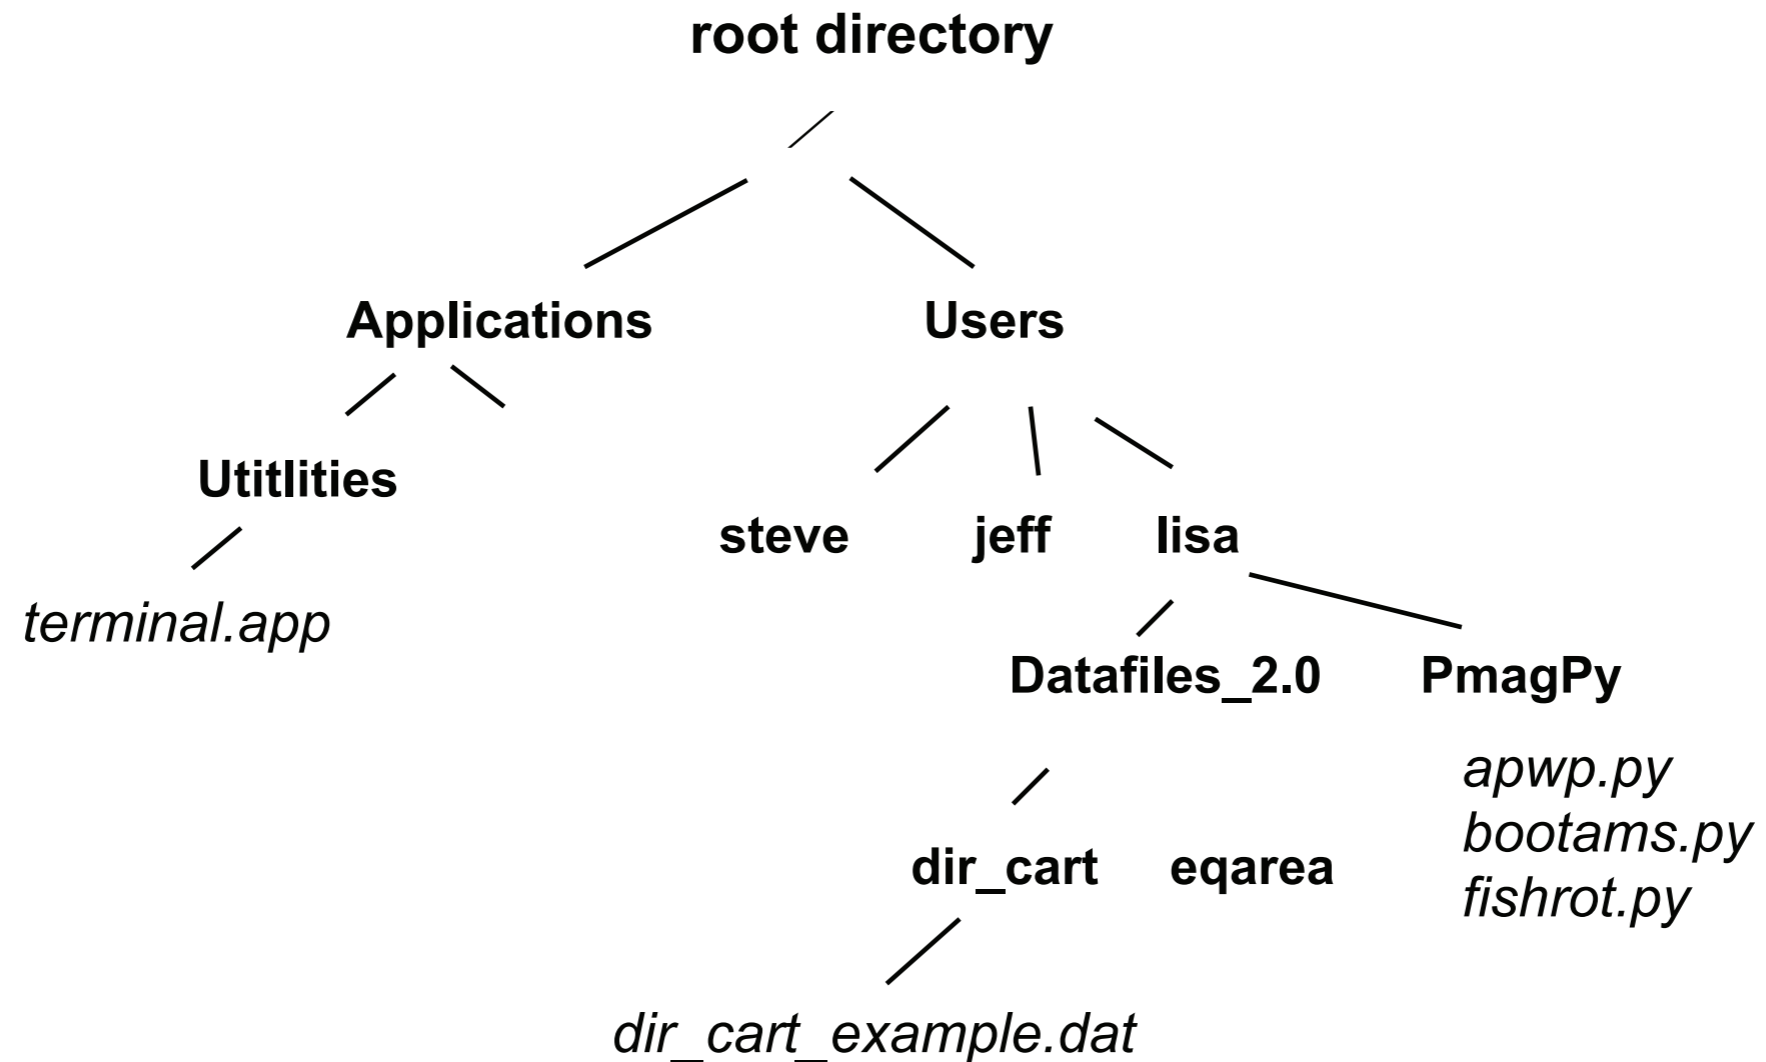 root directory
/
Applications Users
Utitlities
steve jeff lisa
terminal.app
Datafiles_2.0 PmagPy
apwp.py
bootams.py
dir_cart eqarea
fishrot.py
dir_cart_example.dat